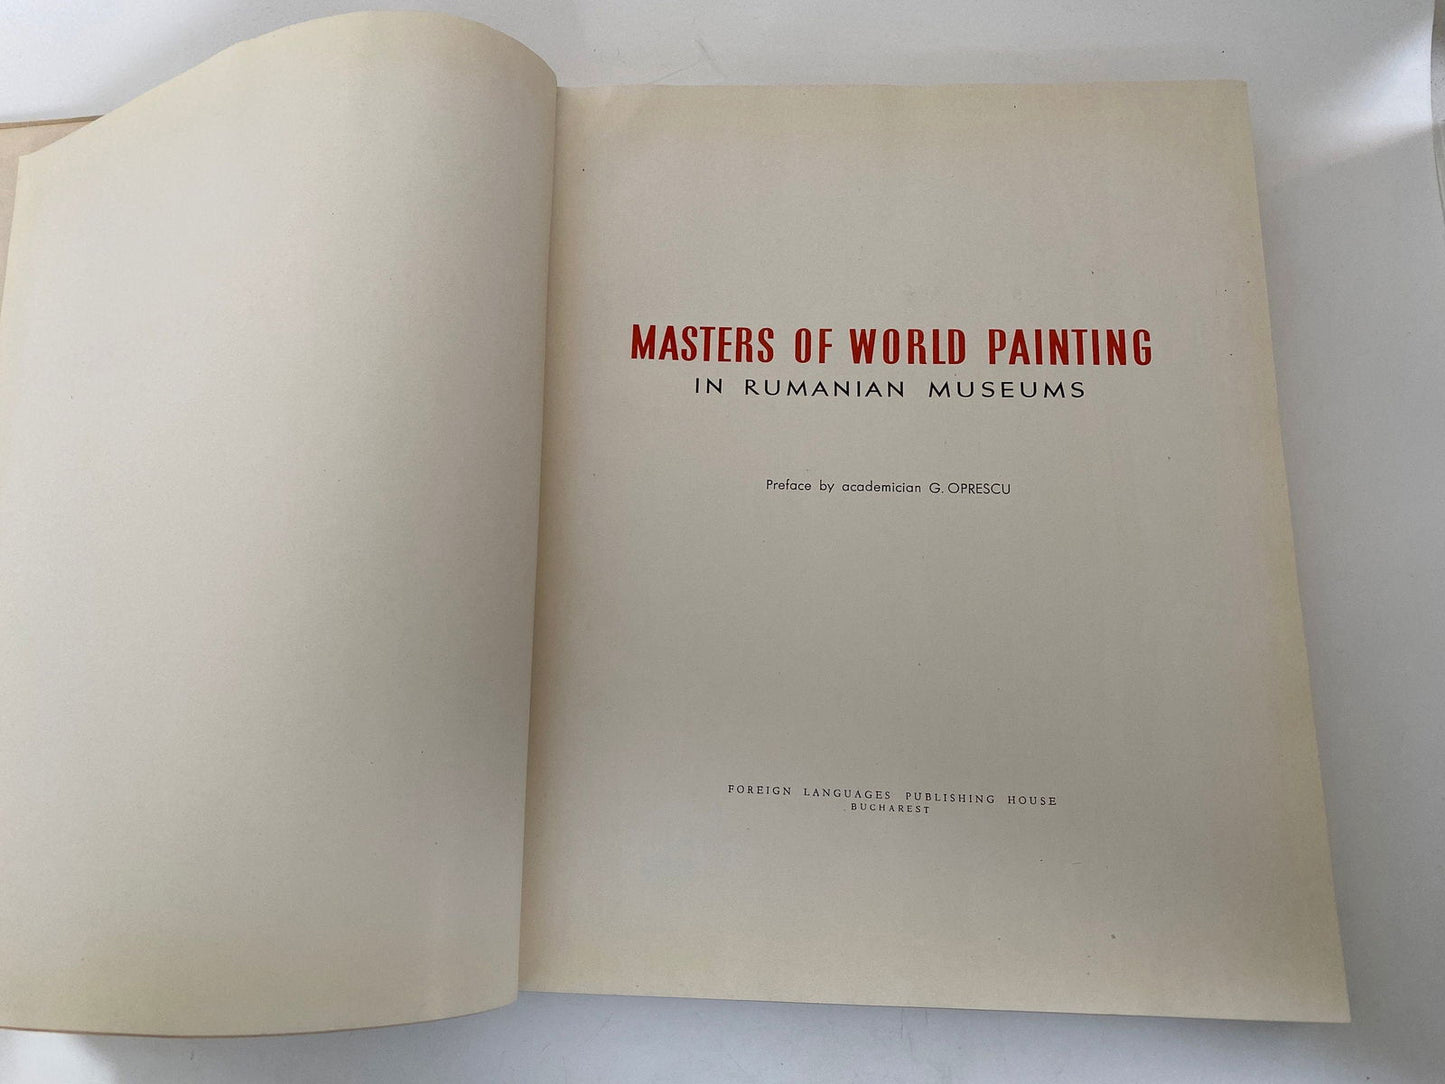 MASTERS OF WORLD PAINTING
IN RUMANIAN MUSEUMS
Preface by academician G. OPRESCU
FOREIGN LANGUAGES PUBLISHING HOUSE
BUCHAREST